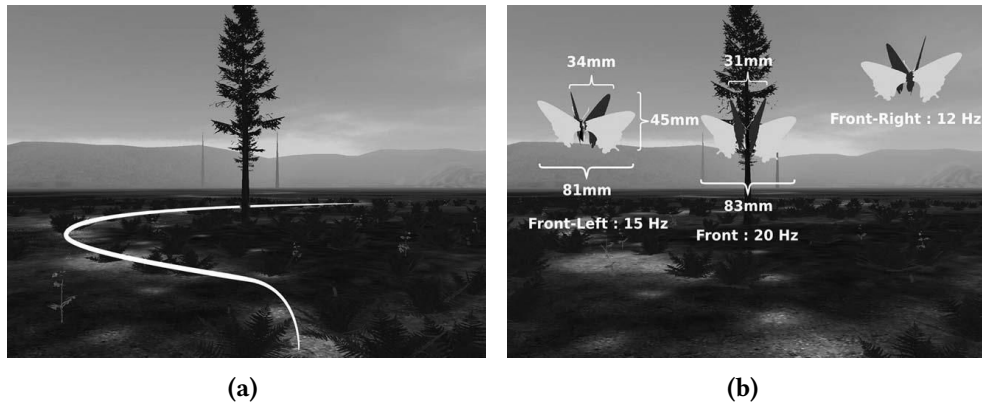 34mm
45mm
81mm
Front-Left : 15 Hz
31mm
83mm
Front : 20 Hz
Front-Right : 12 Hz
(a)
(b)